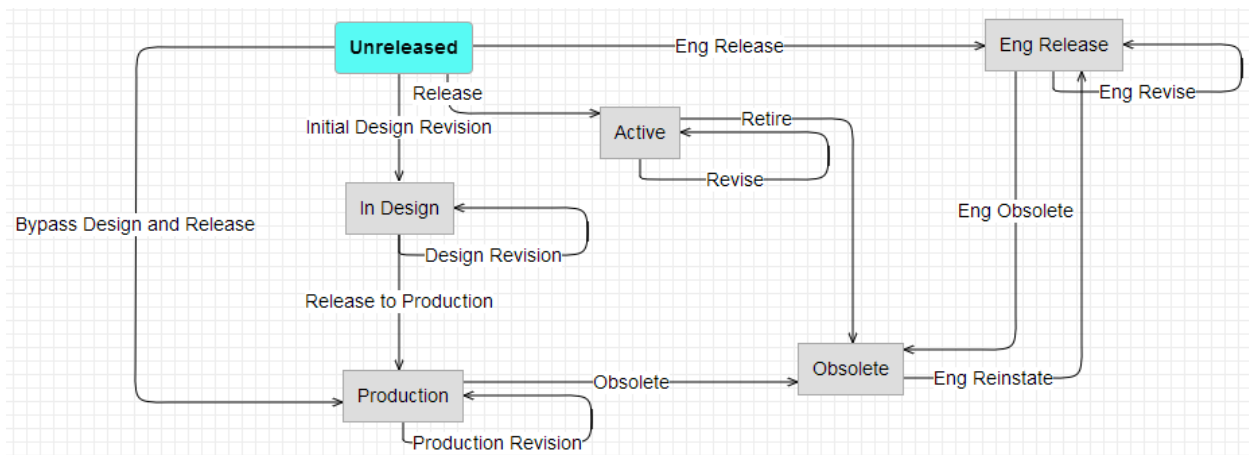 Unreleased
Eng Release
Eng Release
Release
Eng Revise
Initial Design Revision
Active
Retire
Revise
In Design
Eng Obsolete
Bypass Design and Release
Design Revision
Release to Production
Obsolete
Eng Reinstate
Obsolete
Production
Production Revision